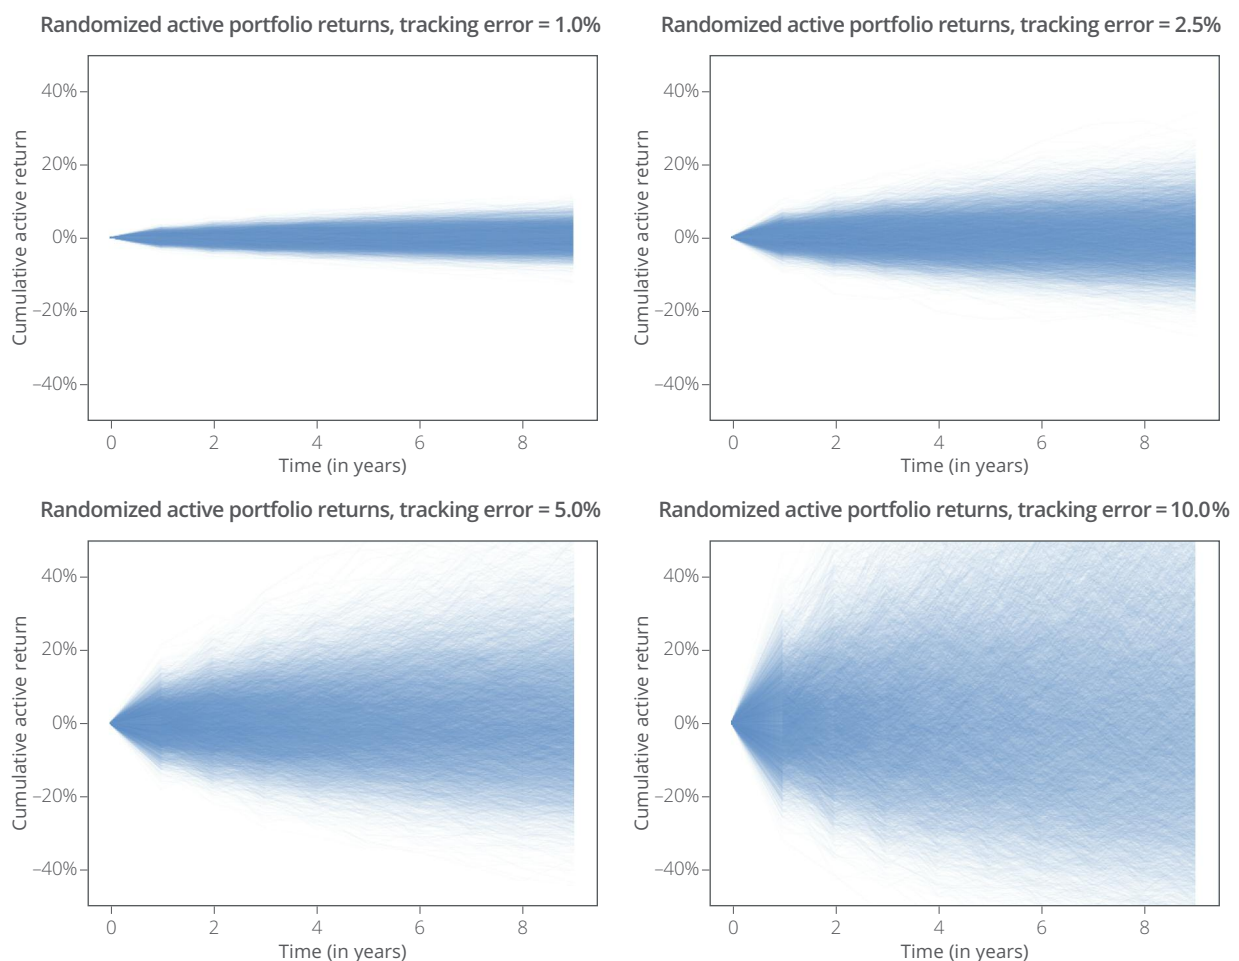 Randomized active portfolio returns, tracking error = 1.0%
40%
20%
0%
–20%
–40%
Cumulative active return
0 2 4 6 8
Time (in years)
Randomized active portfolio returns, tracking error = 2.5%
40%
20%
0%
–20%
–40%
Cumulative active return
0 2 4 6 8
Time (in years)
Randomized active portfolio returns, tracking error = 5.0%
40%
20%
0%
–20%
–40%
Cumulative active return
0 2 4 6 8
Time (in years)
Randomized active portfolio returns, tracking error = 10.0%
40%
20%
0%
–20%
–40%
Cumulative active return
0 2 4 6 8
Time (in years)